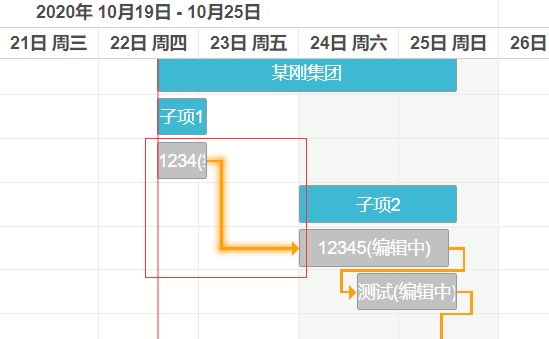 2020年 10月19日 - 10月25日
21日 周三 22日 周四 23日 周五 24日 周六 25日 周日 26日
某刚集团
子项1
1234(
子项2
12345(编辑中)
测试(编辑中)